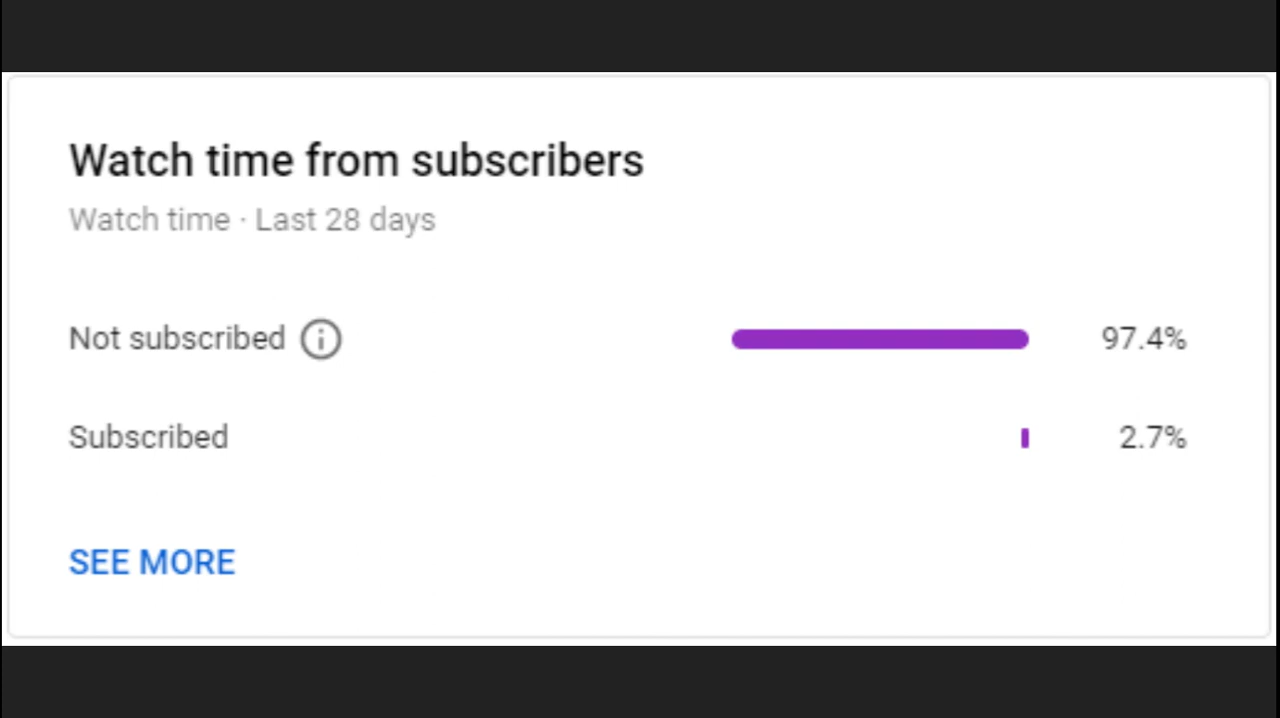 Watch time from subscribers
Watch time · Last 28 days
Not subscribed 97.4%
Subscribed 2.7%
SEE MORE